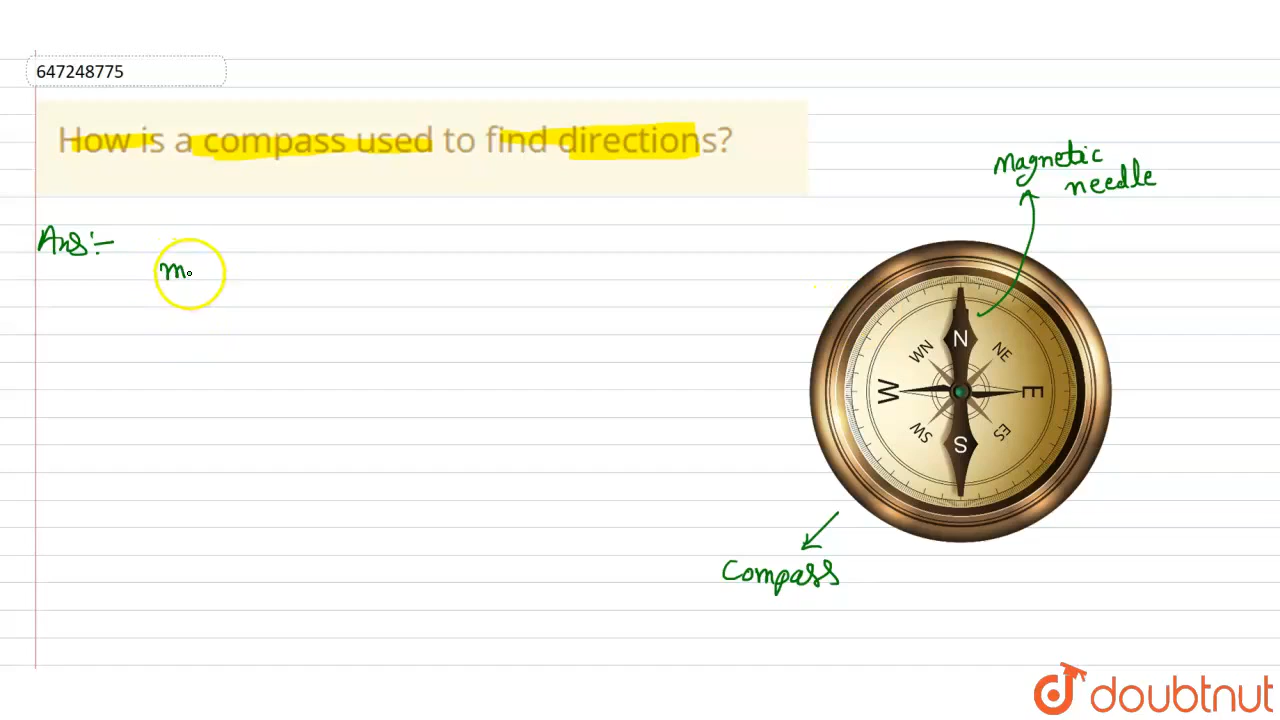 647248775
How is a compass used to find directions?
Magnetic
needle
Ans :-
m
N
WN
NE
W
E
SW
ES
S
Compass
doubtnut